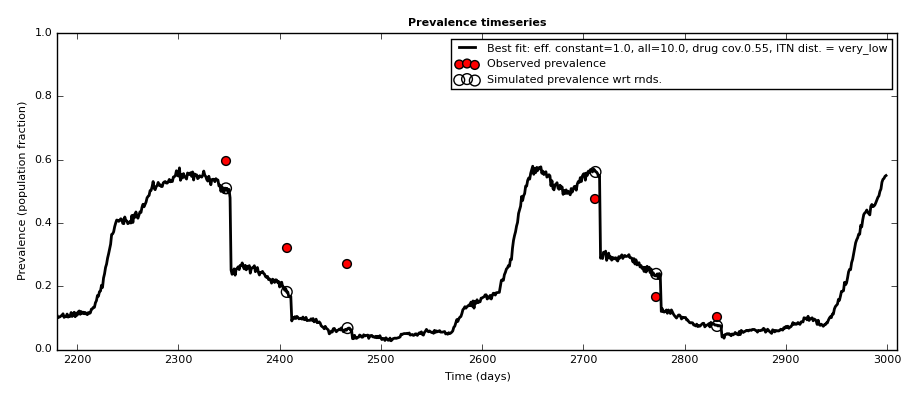 Prevalence timeseries
Best fit: eff. constant=1.0, all=10.0, drug cov.0.55, ITN dist. = very_low
Observed prevalence
Simulated prevalence wrt rnds.
Prevalence (population fraction)
1.0
0.8
0.6
0.4
0.2
0.0
2200 2300 2400 2500 2600 2700 2800 2900 3000
Time (days)